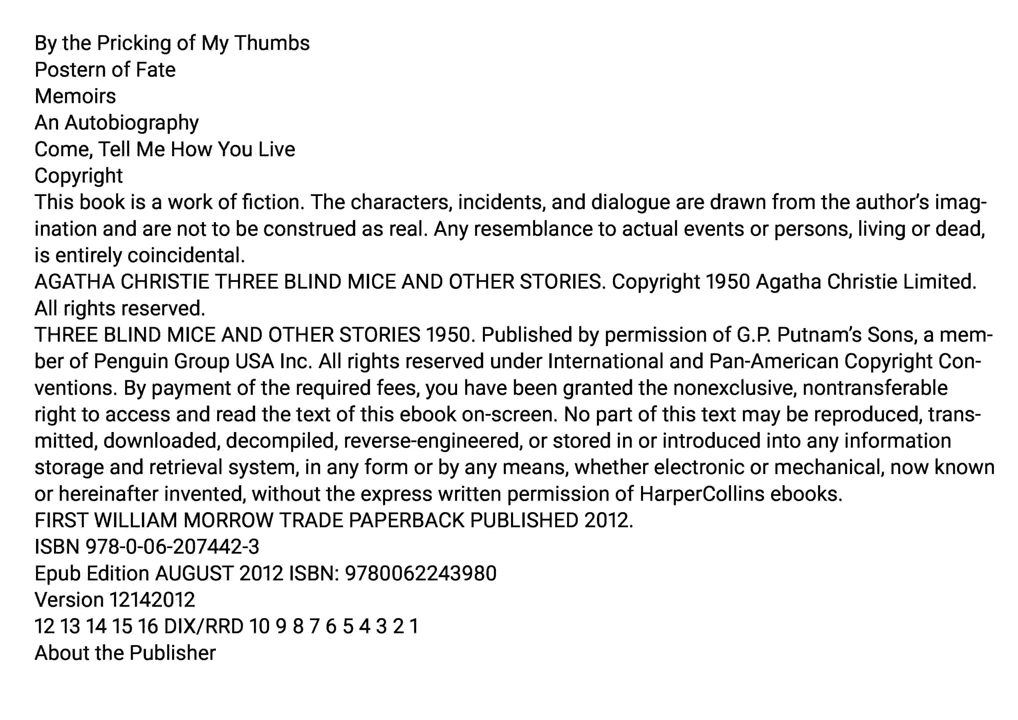 By the Pricking of My Thumbs
Postern of Fate
Memoirs
An Autobiography
Come, Tell Me How You Live
Copyright
This book is a work of fiction. The characters, incidents, and dialogue are drawn from the author’s imag-
ination and are not to be construed as real. Any resemblance to actual events or persons, living or dead,
is entirely coincidental.
AGATHA CHRISTIE THREE BLIND MICE AND OTHER STORIES. Copyright 1950 Agatha Christie Limited.
All rights reserved.
THREE BLIND MICE AND OTHER STORIES 1950. Published by permission of G.P. Putnam’s Sons, a mem-
ber of Penguin Group USA Inc. All rights reserved under International and Pan-American Copyright Con-
ventions. By payment of the required fees, you have been granted the nonexclusive, nontransferable
right to access and read the text of this ebook on-screen. No part of this text may be reproduced, trans-
mitted, downloaded, decompiled, reverse-engineered, or stored in or introduced into any information
storage and retrieval system, in any form or by any means, whether electronic or mechanical, now known
or hereinafter invented, without the express written permission of HarperCollins ebooks.
FIRST WILLIAM MORROW TRADE PAPERBACK PUBLISHED 2012.
ISBN 978-0-06-207442-3
Epub Edition AUGUST 2012 ISBN: 9780062243980
Version 12142012
12 13 14 15 16 DIX/RRD 10 9 8 7 6 5 4 3 2 1
About the Publisher